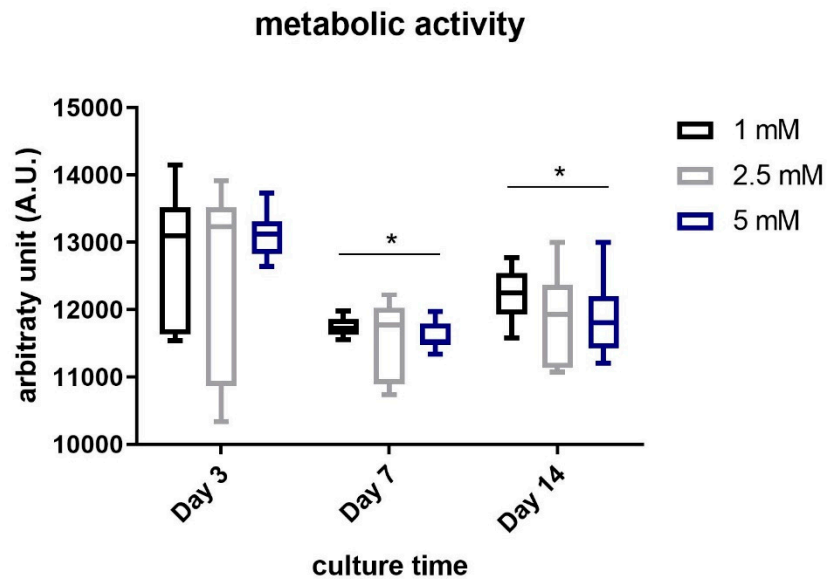 metabolic activity
arbitraty unit (A.U.)
15000
14000
13000
12000
11000
10000
*
*
1 mM
2.5 mM
5 mM
Day 3
Day 7
Day 14
culture time